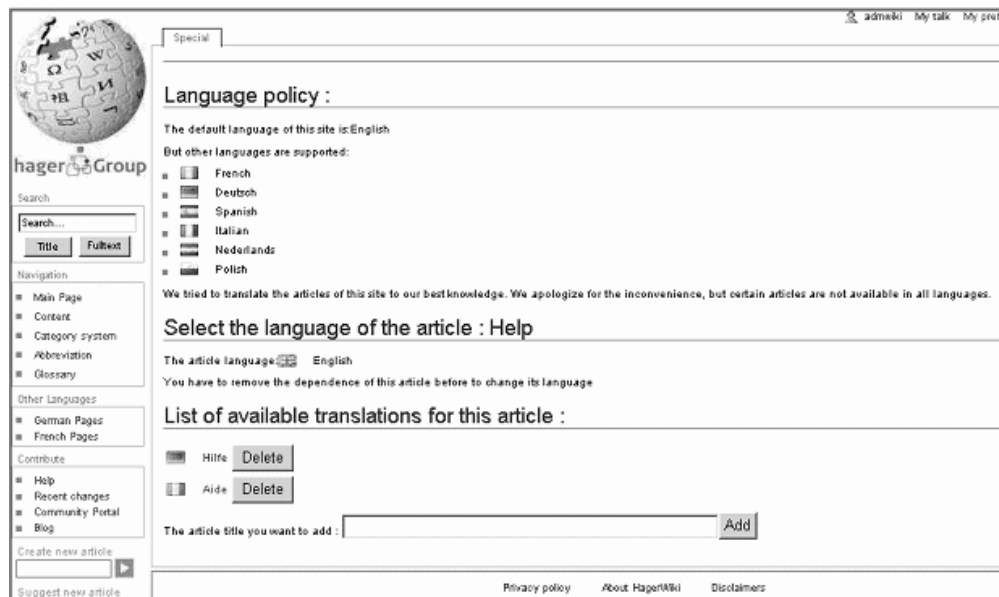 admwiki My talk My pref
Special
Language policy :
The default language of this site is:English
But other languages are supported:
French
Deutsch
Spanish
Italian
Nederlands
Polish
We tried to translate the articles of this site to our best knowledge. We apologize for the inconvenience, but certain articles are not available in all languages.
Select the language of the article : Help
The article language: English
You have to remove the dependence of this article before to change its language
List of available translations for this article :
Hilfe Delete
Aide Delete
The article title you want to add : Add
hager Group
Search
Search...
Title Fulltext
Navigation
Main Page
Content
Category system
Abbreviation
Glossary
Other Languages
German Pages
French Pages
Contribute
Help
Recent changes
Community Portal
Blog
Create new article
Suggest new article
Privacy policy About HagerWiki Disclaimers